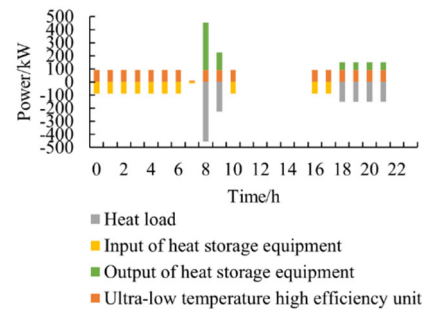 500
400
300
200
100
0
-100
-200
-300
-400
-500
Power/kW
0 2 4 6 8 10 12 14 16 18 20 22
Time/h
Heat load
Input of heat storage equipment
Output of heat storage equipment
Ultra-low temperature high efficiency unit